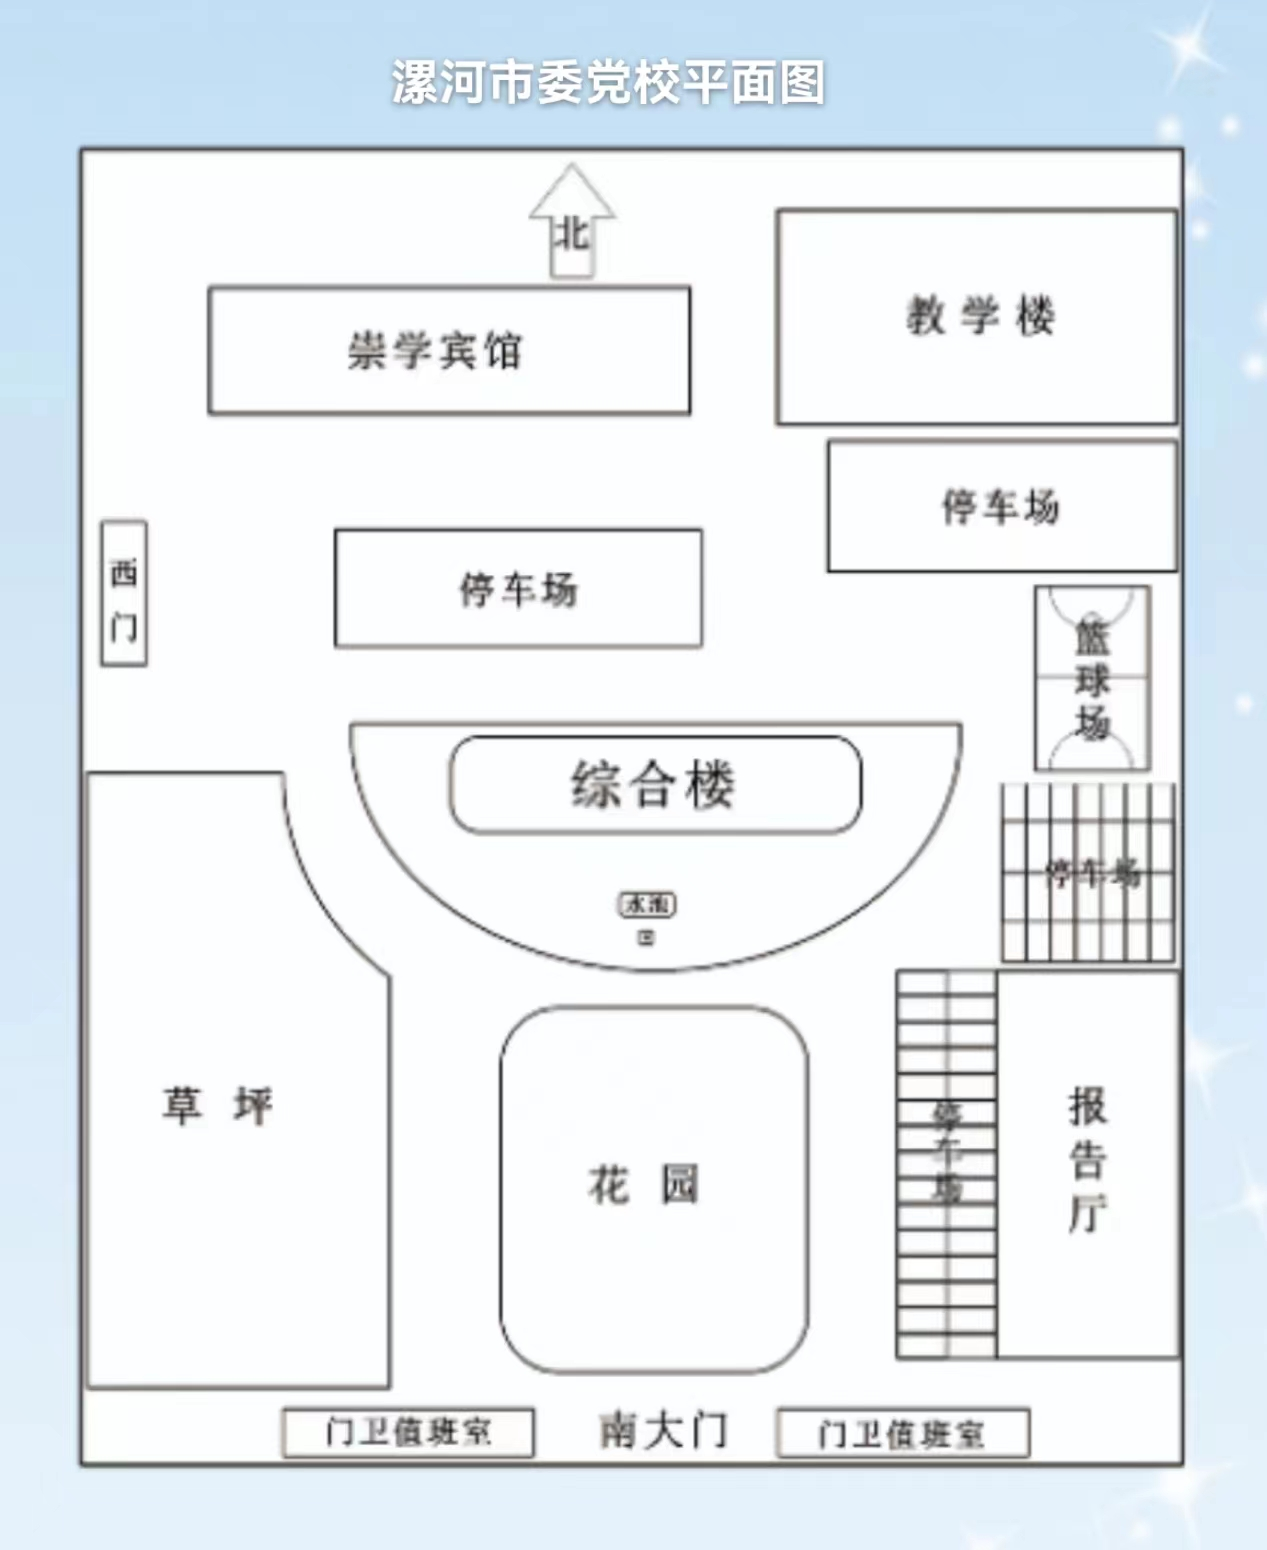 漯河市委党校平面图
北
教学楼
崇学宾馆
停车场
西门
停车场
篮球场
综合楼
停车场
水池
草坪
花园
停车场
报告厅
门卫值班室
南大门
门卫值班室